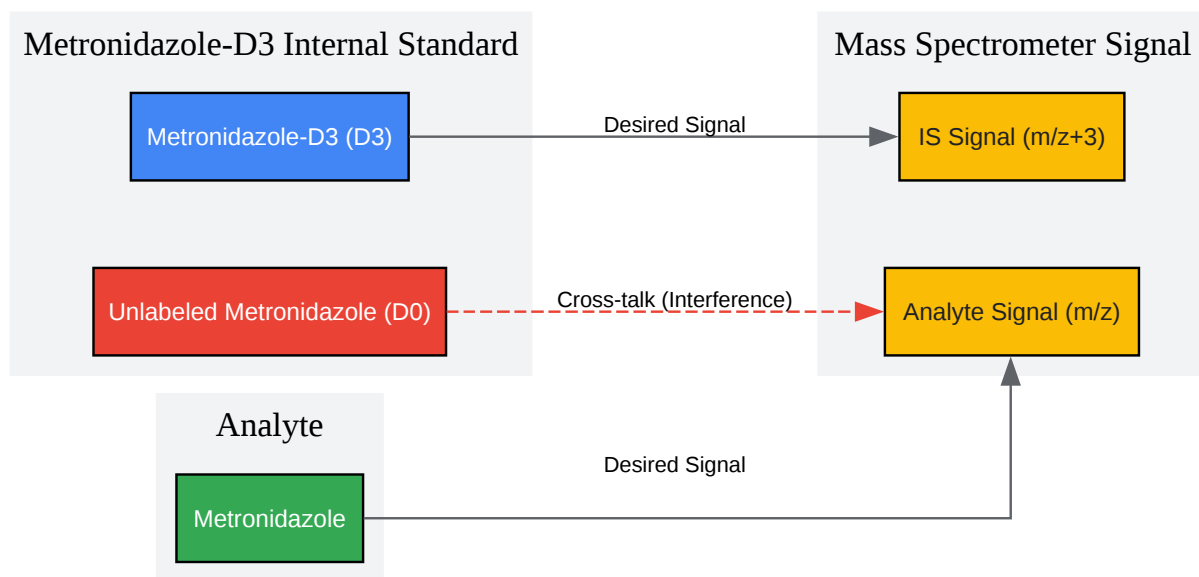 Metronidazole-D3 Internal Standard
Mass Spectrometer Signal
Metronidazole-D3 (D3)
Desired Signal
IS Signal (m/z+3)
Unlabeled Metronidazole (D0)
Cross-talk (Interference)
Analyte Signal (m/z)
Analyte
Desired Signal
Metronidazole